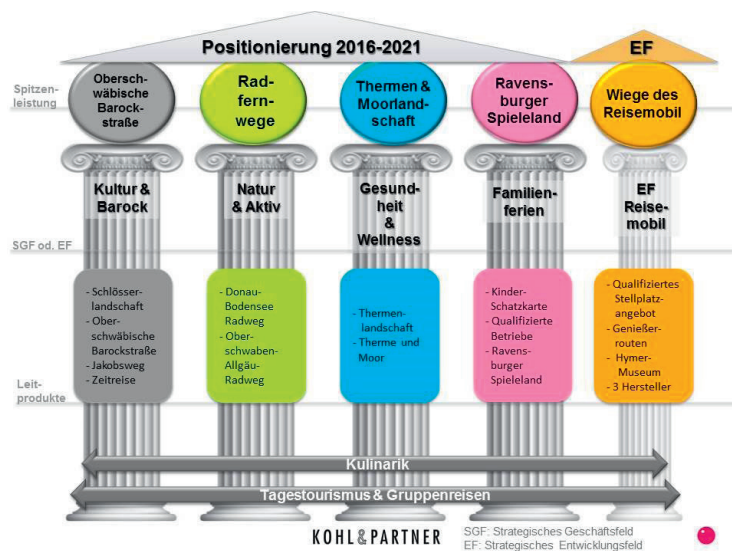 Positionierung 2016-2021
EF
Spitzen-
leistung
Obersch-
wäbische
Barock-
straße
Rad-
fern-
wege
Thermen &
Moorland-
schaft
Ravens-
burger
Spieleland
Wiege des
Reisemobil
Kultur &
Barock
Natur
& Aktiv
Gesund-
heit
&
Wellness
Familien-
ferien
EF
Reise-
mobil
SGF od. EF
- Schlösser-
landschaft
- Ober-
schwäbische
Barockstraße
- Jakobsweg
- Zeitreise
- Donau-
Bodensee
Radweg
- Ober-
schwaben-
Allgäu-
Radweg
- Thermen-
landschaft
- Therme und
Moor
- Kinder-
Schatzkarte
- Qualifizierte
Betriebe
- Ravens-
burger
Spieleland
- Qualifiziertes
Stellplatz-
angebot
- Genießer-
routen
- Hymer-
Museum
- 3 Hersteller
Leit-
produkte
Kulinarik
Tagestourismus & Gruppenreisen
KOHL & PARTNER
SGF: Strategisches Geschäftsfeld
EF: Strategisches Entwicklungsfeld